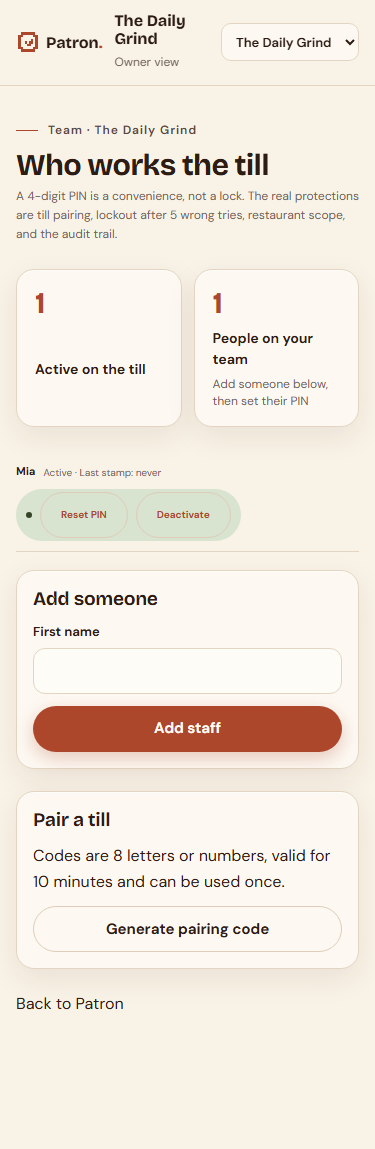 Patron.
The Daily
Grind
Owner view
The Daily Grind
Team · The Daily Grind
Who works the till
A 4-digit PIN is a convenience, not a lock. The real protections
are till pairing, lockout after 5 wrong tries, restaurant scope,
and the audit trail.
1
Active on the till
1
People on your
team
Add someone below,
then set their PIN
Mia Active · Last stamp: never
Reset PIN Deactivate
Add someone
First name
Add staff
Pair a till
Codes are 8 letters or numbers, valid for
10 minutes and can be used once.
Generate pairing code
Back to Patron